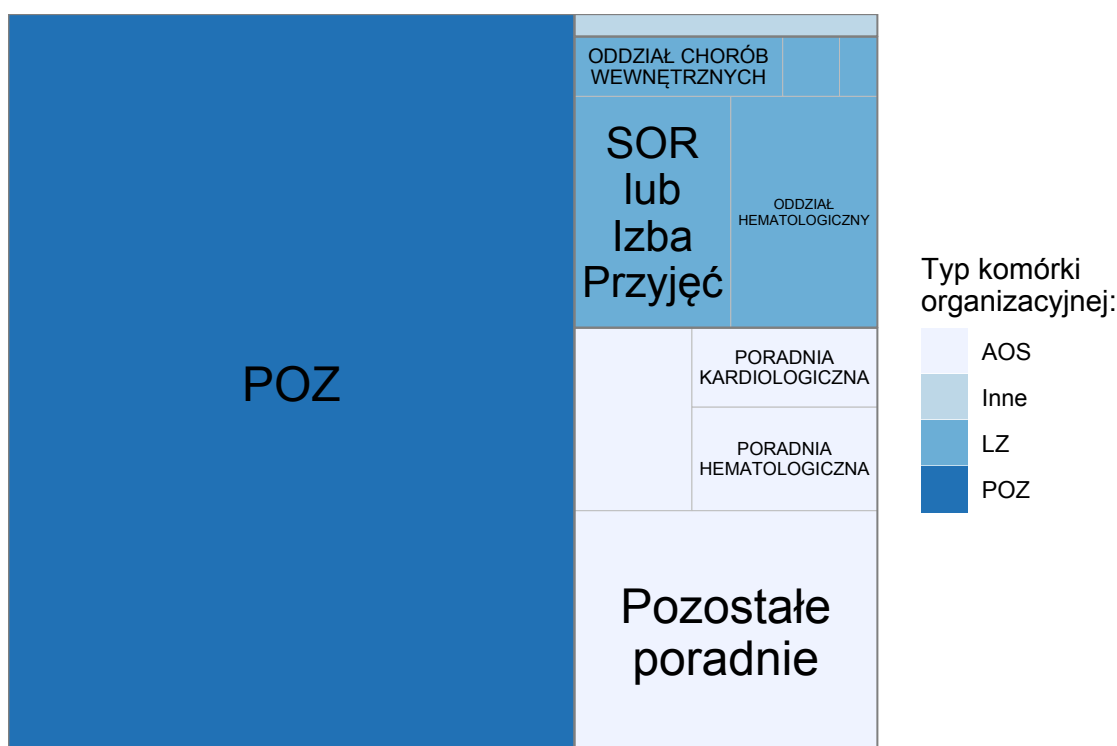 POZ
ODDZIAŁ CHORÓB
WEWNĘTRZNYCH
SOR
lub
Izba
Przyjęć
ODDZIAŁ
HEMATOLOGICZNY
PORADNIA
KARDIOLOGICZNA
PORADNIA
HEMATOLOGICZNA
Pozostałe
poradnie
Typ komórki
organizacyjnej:
AOS
Inne
LZ
POZ